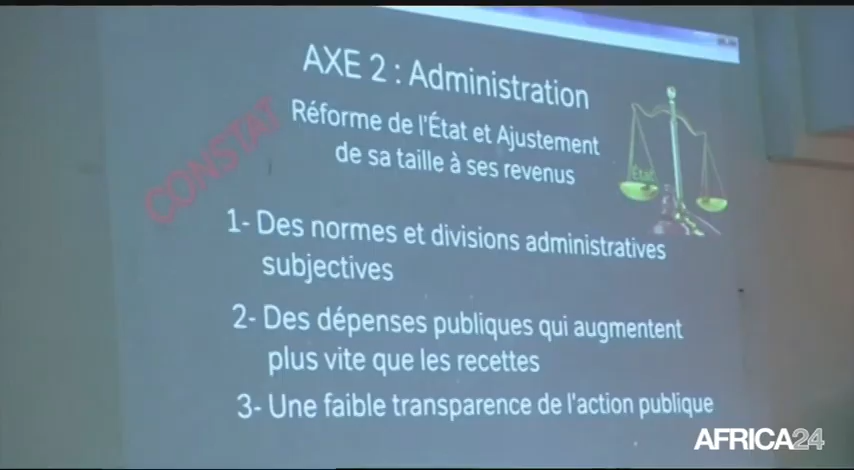 AXE 2 : Administration
Réforme de l'État et Ajustement
de sa taille à ses revenus
CONSTAT
État
1- Des normes et divisions administratives
subjectives
2- Des dépenses publiques qui augmentent
plus vite que les recettes
3- Une faible transparence de l'action publique
AFRICA24